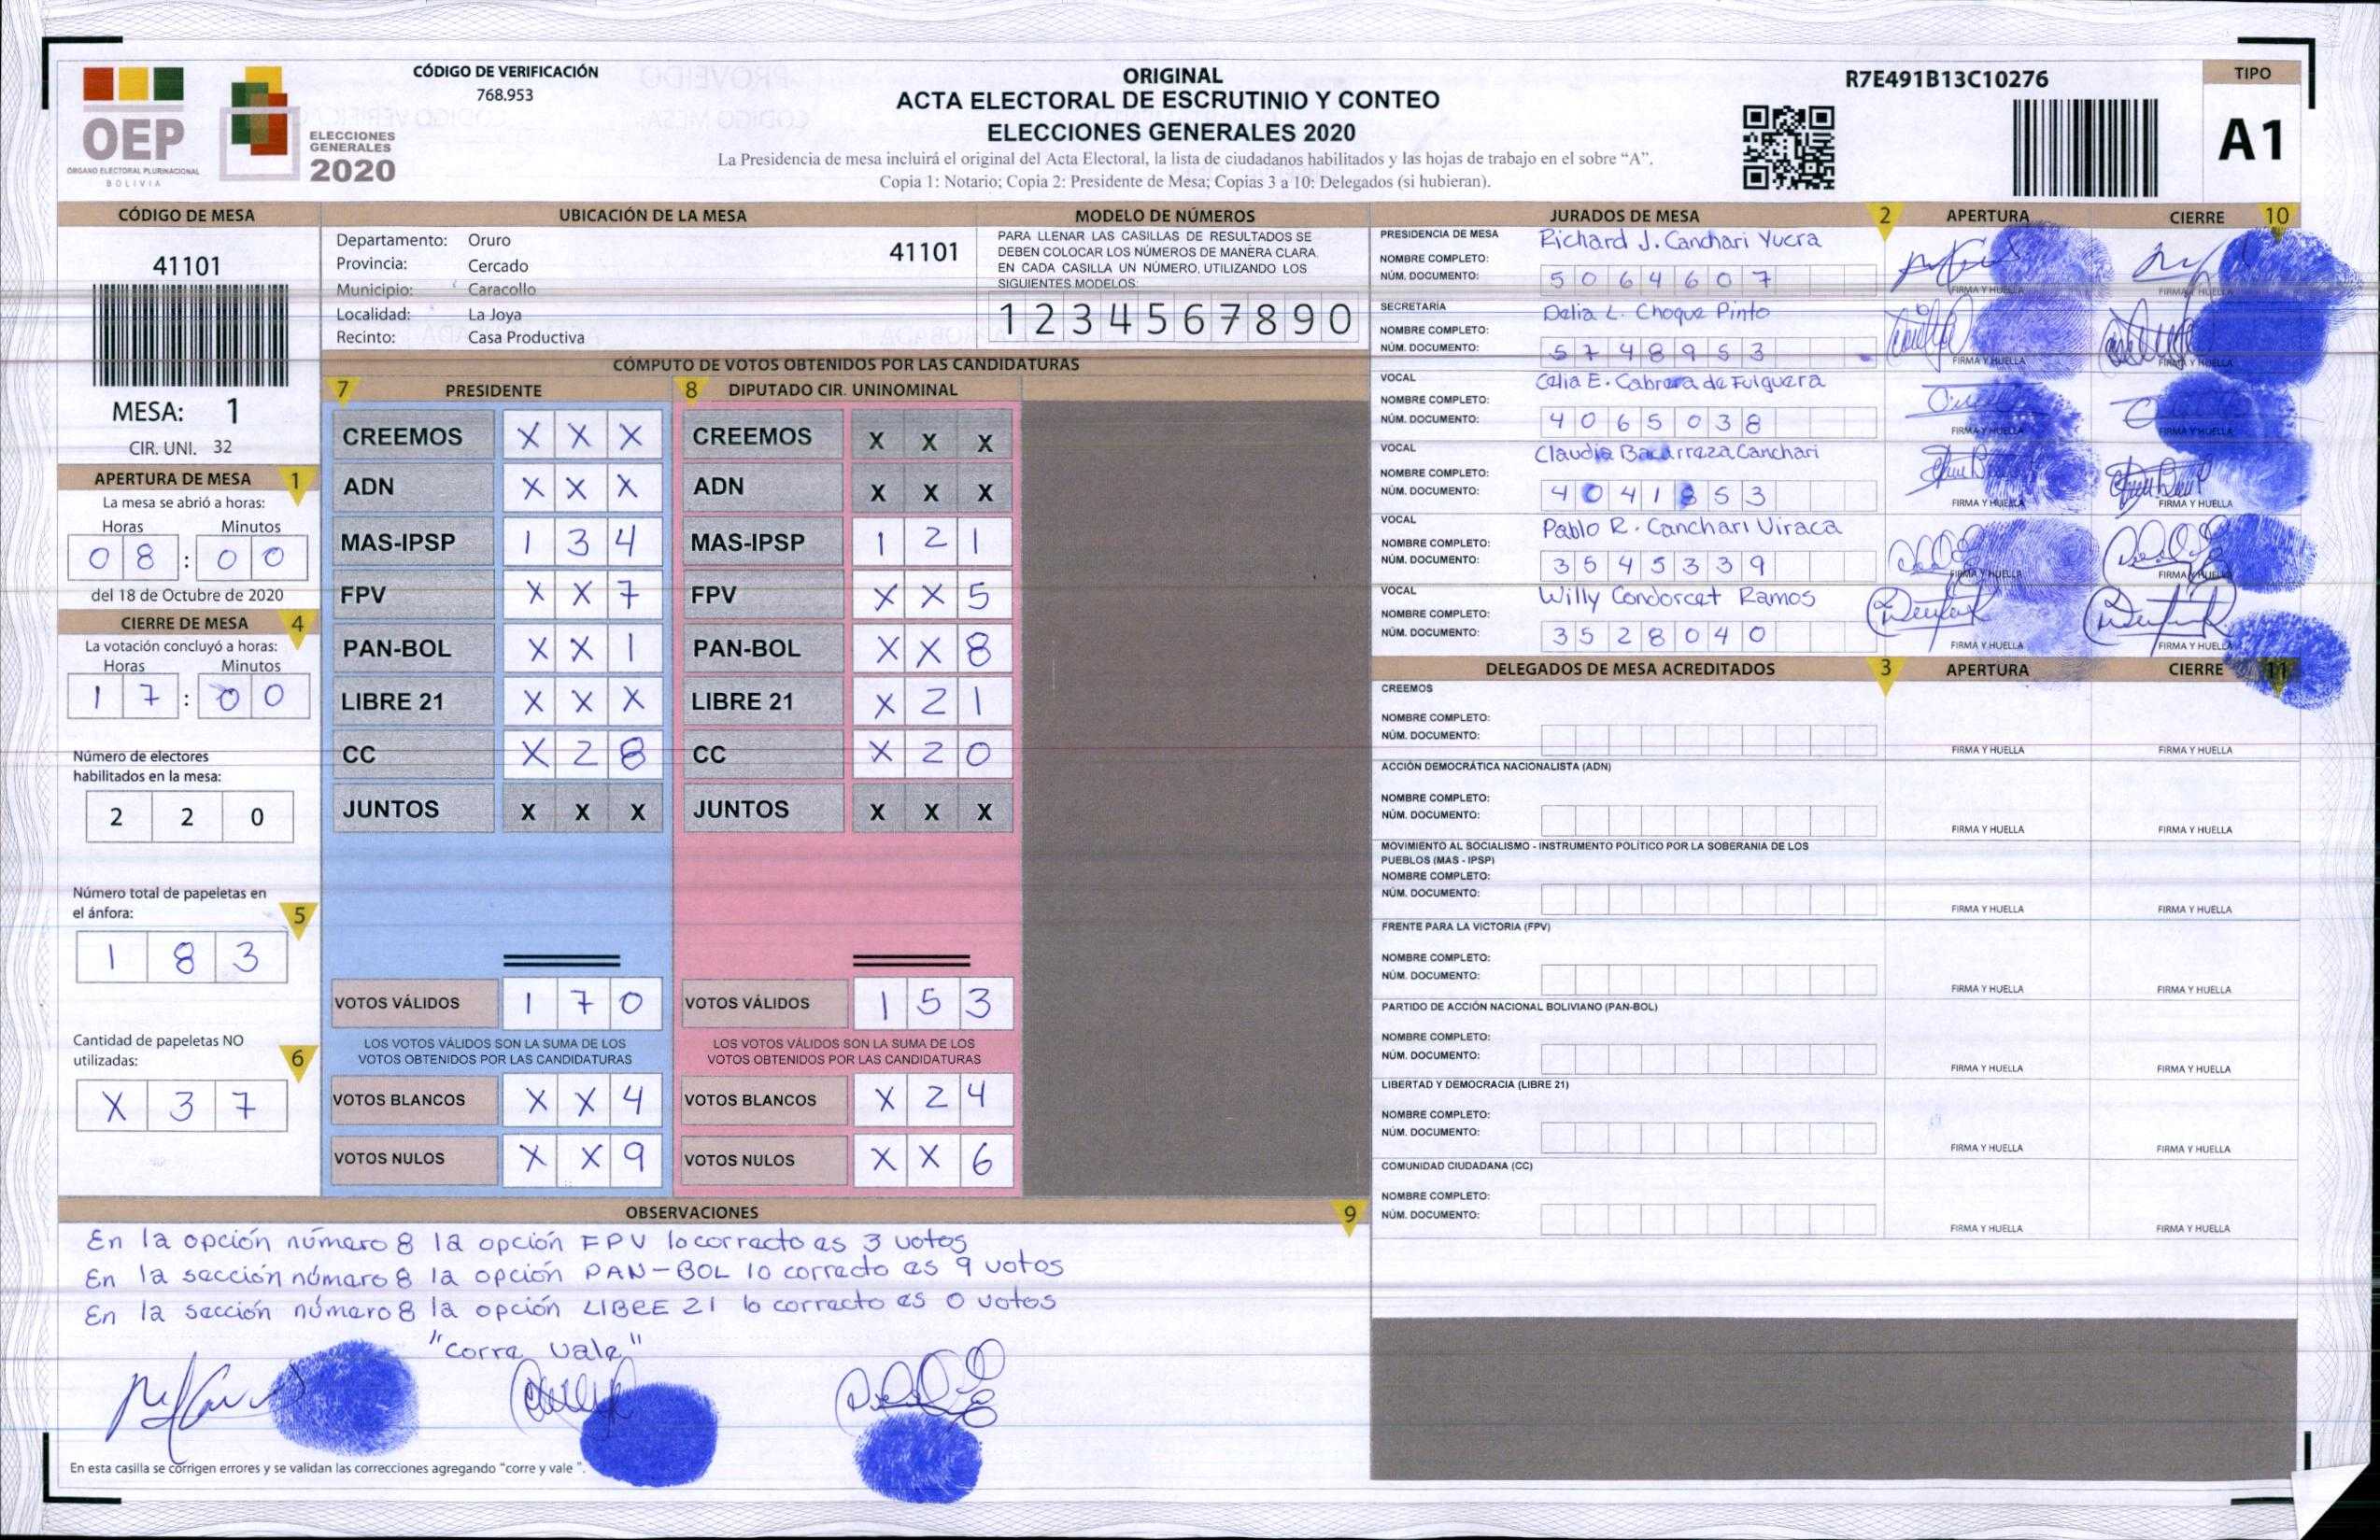 CÓDIGO DE VERIFICACIÓN
768.953
OEP
ÓRGANO ELECTORAL PLURINACIONAL
BOLIVIA
ELECCIONES
GENERALES
2020
ORIGINAL
ACTA ELECTORAL DE ESCRUTINIO Y CONTEO
ELECCIONES GENERALES 2020
La Presidencia de mesa incluirá el original del Acta Electoral, la lista de ciudadanos habilitados y las hojas de trabajo en el sobre “A”.
Copia 1: Notario; Copia 2: Presidente de Mesa; Copias 3 a 10: Delegados (si hubieran).
R7E491B13C10276
TIPO
A1
CÓDIGO DE MESA
41101
MESA: 1
CIR. UNI. 32
APERTURA DE MESA 1
La mesa se abrió a horas:
Horas Minutos
0 8 : 0 0
del 18 de Octubre de 2020
CIERRE DE MESA 4
La votación concluyó a horas:
Horas Minutos
1 7 : 0 0
Número de electores
habilitados en la mesa:
2 2 0
Número total de papeletas en
el ánfora: 5
1 8 3
Cantidad de papeletas NO
utilizadas: 6
X 3 7
UBICACIÓN DE LA MESA
Departamento: Oruro 41101
Provincia: Cercado
Municipio: Caracollo
Localidad: La Joya
Recinto: Casa Productiva
MODELO DE NÚMEROS
PARA LLENAR LAS CASILLAS DE RESULTADOS SE
DEBEN COLOCAR LOS NÚMEROS DE MANERA CLARA.
EN CADA CASILLA UN NÚMERO, UTILIZANDO LOS
SIGUIENTES MODELOS:
1 2 3 4 5 6 7 8 9 0
CÓMPUTO DE VOTOS OBTENIDOS POR LAS CANDIDATURAS
7 PRESIDENTE
CREEMOS X X X
ADN X X X
MAS-IPSP 1 3 4
FPV X X 7
PAN-BOL X X 1
LIBRE 21 X X X
CC X 2 8
JUNTOS X X X
VOTOS VÁLIDOS 1 7 0
LOS VOTOS VÁLIDOS SON LA SUMA DE LOS
VOTOS OBTENIDOS POR LAS CANDIDATURAS
VOTOS BLANCOS X X 4
VOTOS NULOS X X 9
8 DIPUTADO CIR. UNINOMINAL
CREEMOS X X X
ADN X X X
MAS-IPSP 1 2 1
FPV X X 5
PAN-BOL X X 8
LIBRE 21 X 2 1
CC X 2 0
JUNTOS X X X
VOTOS VÁLIDOS 1 5 3
LOS VOTOS VÁLIDOS SON LA SUMA DE LOS
VOTOS OBTENIDOS POR LAS CANDIDATURAS
VOTOS BLANCOS X 2 4
VOTOS NULOS X X 6
OBSERVACIONES 9
En la opción número 8 la opción FPV lo correcto es 3 votos
En la sección número 8 la opción PAN-BOL lo correcto es 9 votos
En la sección número 8 la opción LIBRE 21 lo correcto es 0 votos
"Corre Vale"
En esta casilla se corrigen errores y se validan las correcciones agregando "corre y vale ".
JURADOS DE MESA 2 APERTURA CIERRE 10
PRESIDENCIA DE MESA Richard J. Canchari Yucra
NOMBRE COMPLETO:
NÚM. DOCUMENTO: 5 0 6 4 6 0 7
FIRMA Y HUELLA FIRMA Y HUELLA
SECRETARÍA Delia L. Choque Pinto
NOMBRE COMPLETO:
NÚM. DOCUMENTO: 5 7 4 8 9 5 3
FIRMA Y HUELLA FIRMA Y HUELLA
VOCAL Celia E. Cabrera de Fulguera
NOMBRE COMPLETO:
NÚM. DOCUMENTO: 4 0 6 5 0 3 8
FIRMA Y HUELLA FIRMA Y HUELLA
VOCAL Claudia Bacarreza Canchari
NOMBRE COMPLETO:
NÚM. DOCUMENTO: 4 0 4 1 8 5 3
FIRMA Y HUELLA FIRMA Y HUELLA
VOCAL Pablo R. Canchari Viraca
NOMBRE COMPLETO:
NÚM. DOCUMENTO: 3 5 4 5 3 3 9
FIRMA Y HUELLA FIRMA Y HUELLA
VOCAL Willy Condorcet Ramos
NOMBRE COMPLETO:
NÚM. DOCUMENTO: 3 5 2 8 0 4 0
FIRMA Y HUELLA FIRMA Y HUELLA
DELEGADOS DE MESA ACREDITADOS 3 APERTURA CIERRE 11
CREEMOS
NOMBRE COMPLETO:
NÚM. DOCUMENTO:
FIRMA Y HUELLA FIRMA Y HUELLA
ACCIÓN DEMOCRÁTICA NACIONALISTA (ADN)
NOMBRE COMPLETO:
NÚM. DOCUMENTO:
FIRMA Y HUELLA FIRMA Y HUELLA
MOVIMIENTO AL SOCIALISMO - INSTRUMENTO POLÍTICO POR LA SOBERANIA DE LOS
PUEBLOS (MAS - IPSP)
NOMBRE COMPLETO:
NÚM. DOCUMENTO:
FIRMA Y HUELLA FIRMA Y HUELLA
FRENTE PARA LA VICTORIA (FPV)
NOMBRE COMPLETO:
NÚM. DOCUMENTO:
FIRMA Y HUELLA FIRMA Y HUELLA
PARTIDO DE ACCIÓN NACIONAL BOLIVIANO (PAN-BOL)
NOMBRE COMPLETO:
NÚM. DOCUMENTO:
FIRMA Y HUELLA FIRMA Y HUELLA
LIBERTAD Y DEMOCRACIA (LIBRE 21)
NOMBRE COMPLETO:
NÚM. DOCUMENTO:
FIRMA Y HUELLA FIRMA Y HUELLA
COMUNIDAD CIUDADANA (CC)
NOMBRE COMPLETO:
NÚM. DOCUMENTO:
FIRMA Y HUELLA FIRMA Y HUELLA